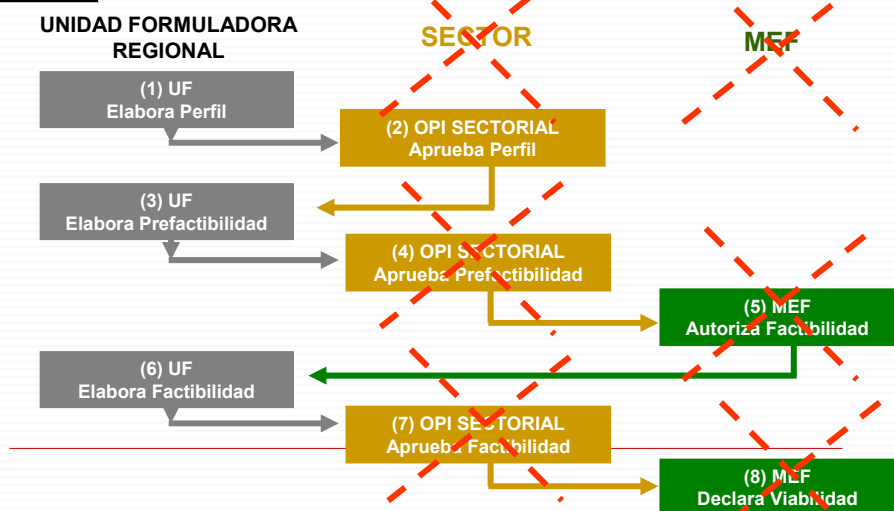 UNIDAD FORMULADORA
REGIONAL
SECTOR
MEF
(1) UF
Elabora Perfil
(2) OPI SECTORIAL
Aprueba Perfil
(3) UF
Elabora Prefactibilidad
(4) OPI SECTORIAL
Aprueba Prefactibilidad
(5) MEF
Autoriza Factibilidad
(6) UF
Elabora Factibilidad
(7) OPI SECTORIAL
Aprueba Factibilidad
(8) MEF
Declara Viabilidad